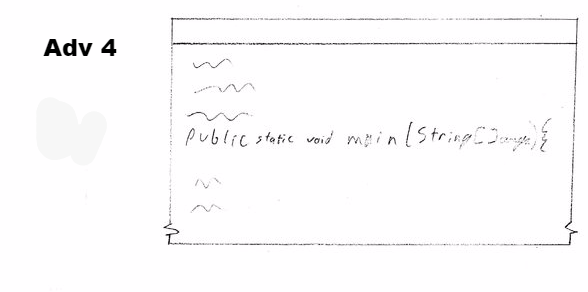 Adv 4
public static void main (String[] args) {